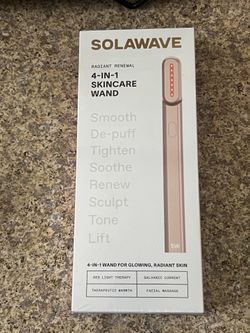 SOLAWAVE
RADIANT RENEWAL
4-IN-1
SKINCARE
WAND
Smooth
De-puff
Tighten
Soothe
Renew
Sculpt
Tone
Lift
4-IN-1 WAND FOR GLOWING, RADIANT SKIN
RED LIGHT THERAPY
GALVANIC CURRENT
THERAPEUTIC WARMTH
FACIAL MASSAGE